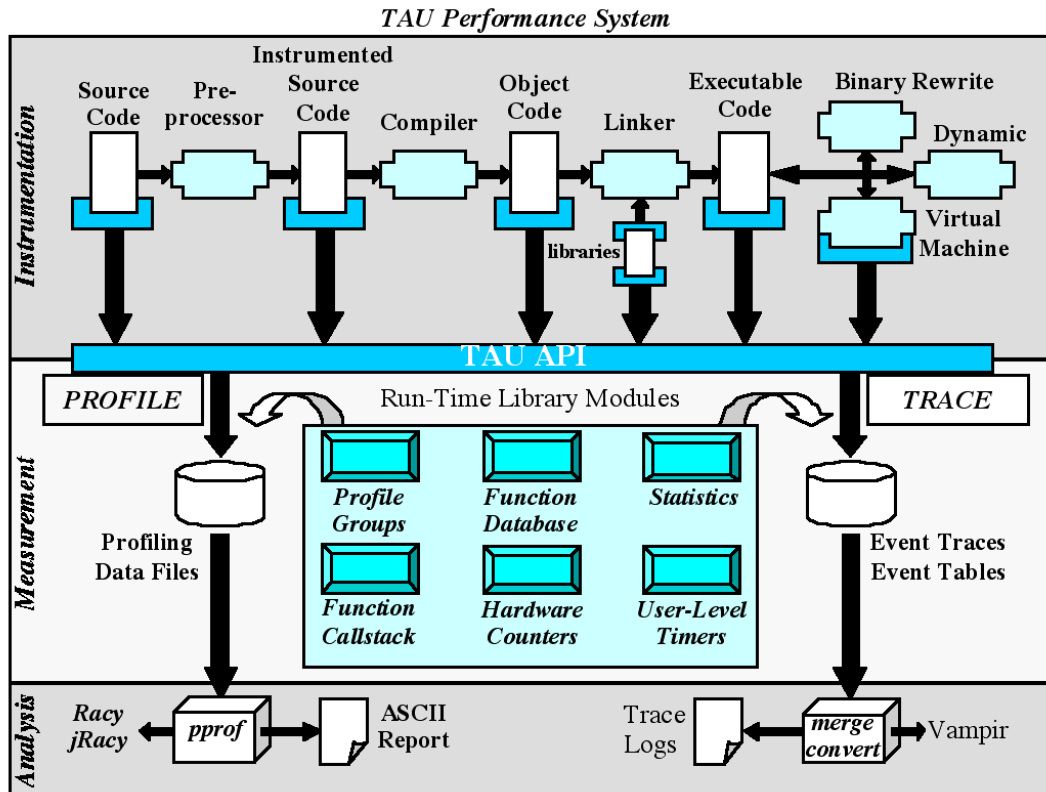 TAU Performance System
Instrumentation
Source
Code
Pre-
processor
Instrumented
Source
Code
Compiler
Object
Code
Linker
Executable
Code
Binary Rewrite
Dynamic
Virtual
Machine
libraries
TAU API
Measurement
PROFILE
Run-Time Library Modules
TRACE
Profile
Groups
Function
Database
Statistics
Function
Callstack
Hardware
Counters
User-Level
Timers
Profiling
Data Files
Event Traces
Event Tables
Analysis
Racy
jRacy
pprof
ASCII
Report
Trace
Logs
merge
convert
Vampir